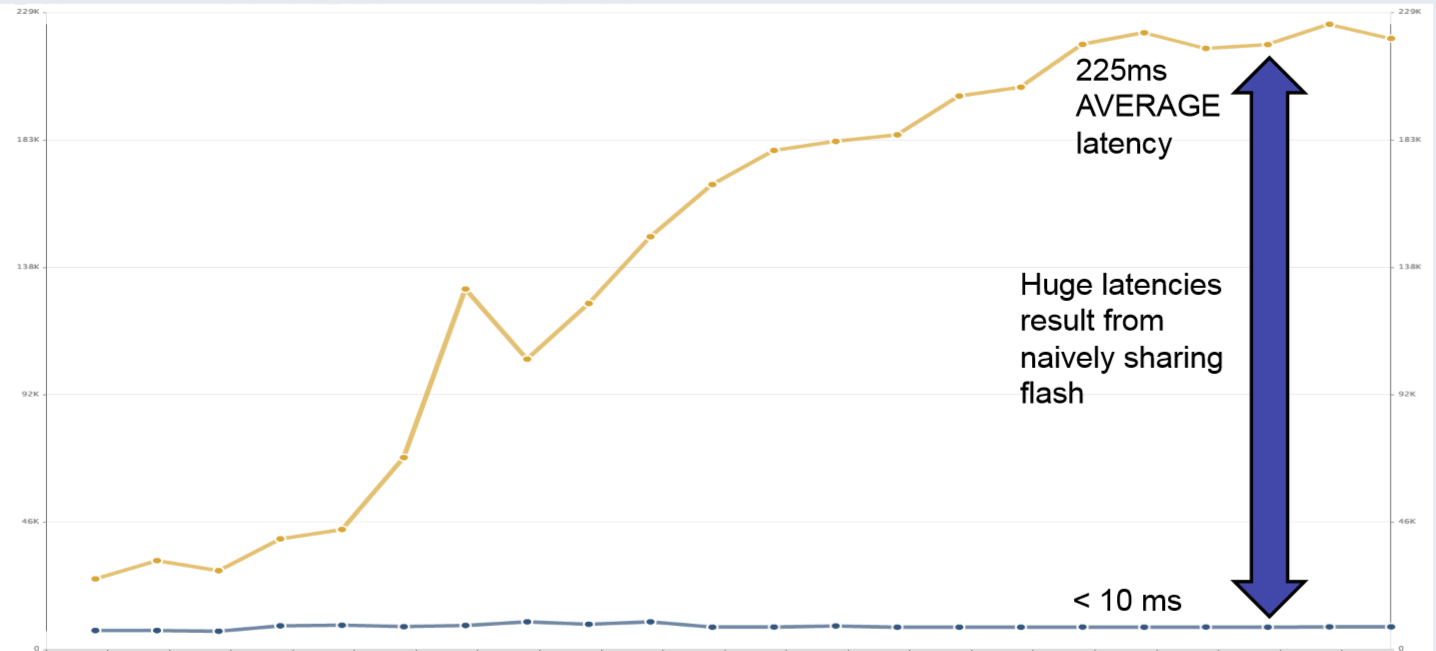 229K
229K
225ms
AVERAGE
latency
183K
183K
138K
138K
Huge latencies
result from
naively sharing
flash
92K
92K
46K
46K
< 10 ms
0
0